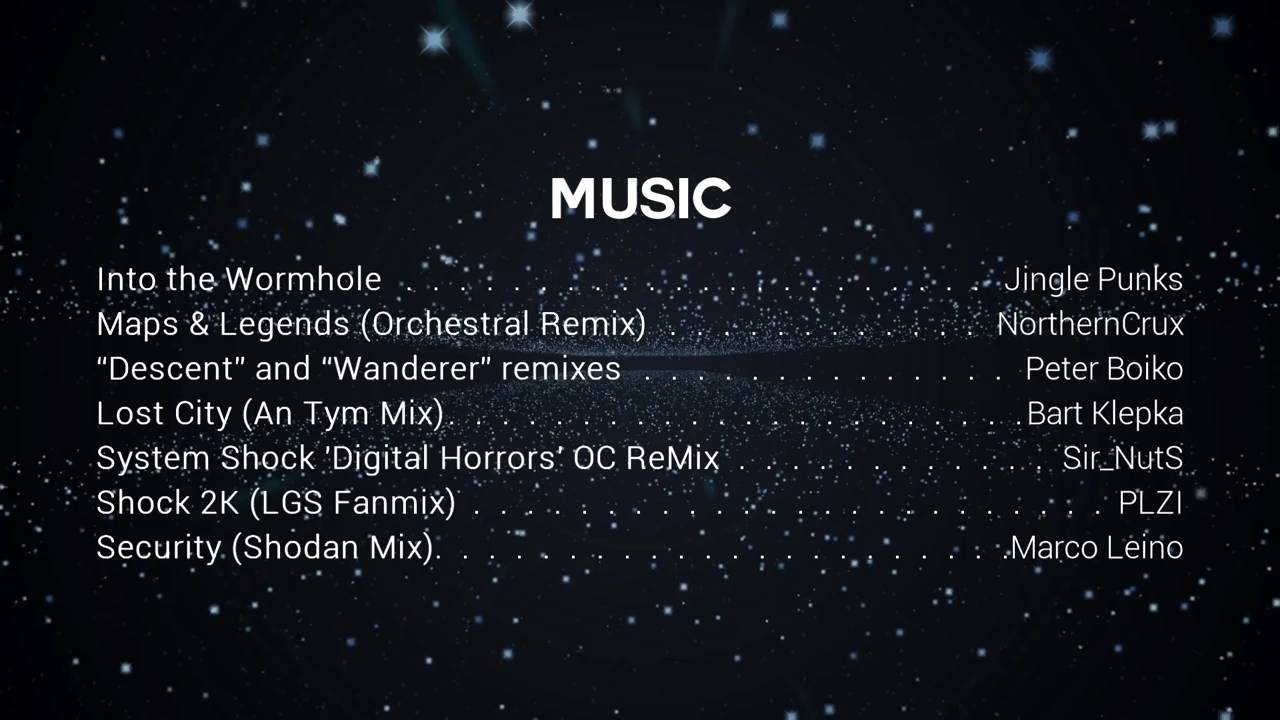 MUSIC
Into the Wormhole . . . . . . . . . . . . . . . . . . . . . . Jingle Punks
Maps & Legends (Orchestral Remix) . . . . . . . . . . . . NorthernCrux
“Descent” and “Wanderer” remixes . . . . . . . . . . . . . . Peter Boiko
Lost City (An Tym Mix). . . . . . . . . . . . . . . . . . . . . . Bart Klepka
System Shock 'Digital Horrors' OC ReMix . . . . . . . . . . . . Sir_NutS
Shock 2K (LGS Fanmix) . . . . . . . . . . . . . . . . . . . . . . . . PLZI
Security (Shodan Mix). . . . . . . . . . . . . . . . . . . . . . Marco Leino